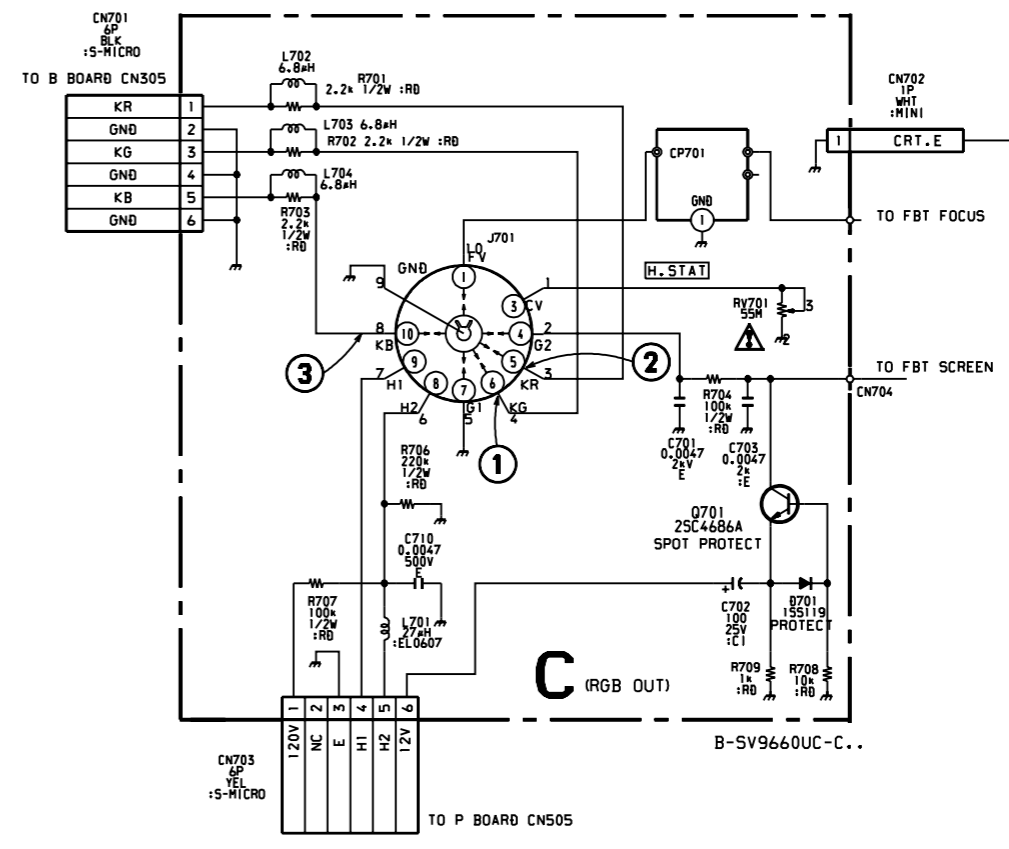 CN701
6P
BLK
:S-MICRO
TO B BOARD CN305
KR 1
GND 2
KG 3
GND 4
KB 5
GND 6
L702
6.8μH
R701
2.2k 1/2W :RD
L703 6.8μH
R702 2.2k 1/2W :RD
L704
6.8μH
R703
2.2k
1/2W
:RD
CN702
1P
WHT
:MINI
1 CRT.E
CP701
GND
1
TO FBT FOCUS
H.STAT
J701
10
FV
GND
9
1
3
CV
1
RV701
55M
3
2
8
KB
10
4
2
G2
9
5
7
H1
8
7
6
KR
3
H2
6
G1
5
KG
4
3
2
1
TO FBT SCREEN
CN704
R704
100k
1/2W
:RD
C701
0.0047
2kV
E
C703
0.0047
2k
:E
R706
220k
1/2W
:RD
Q701
2SC4686A
SPOT PROTECT
C710
0.0047
500V
E
R707
100k
1/2W
:RD
L701
27μH
:EL0607
C702
100
25V
:CI
+
D701
1SS119
PROTECT
R709
1k
:RD
R708
10k
:RD
C (RGB OUT)
B-SV9660UC-C..
1 2 3 4 5 6
120V NC E H1 H2 12V
CN703
6P
YEL
:S-MICRO
TO P BOARD CN505